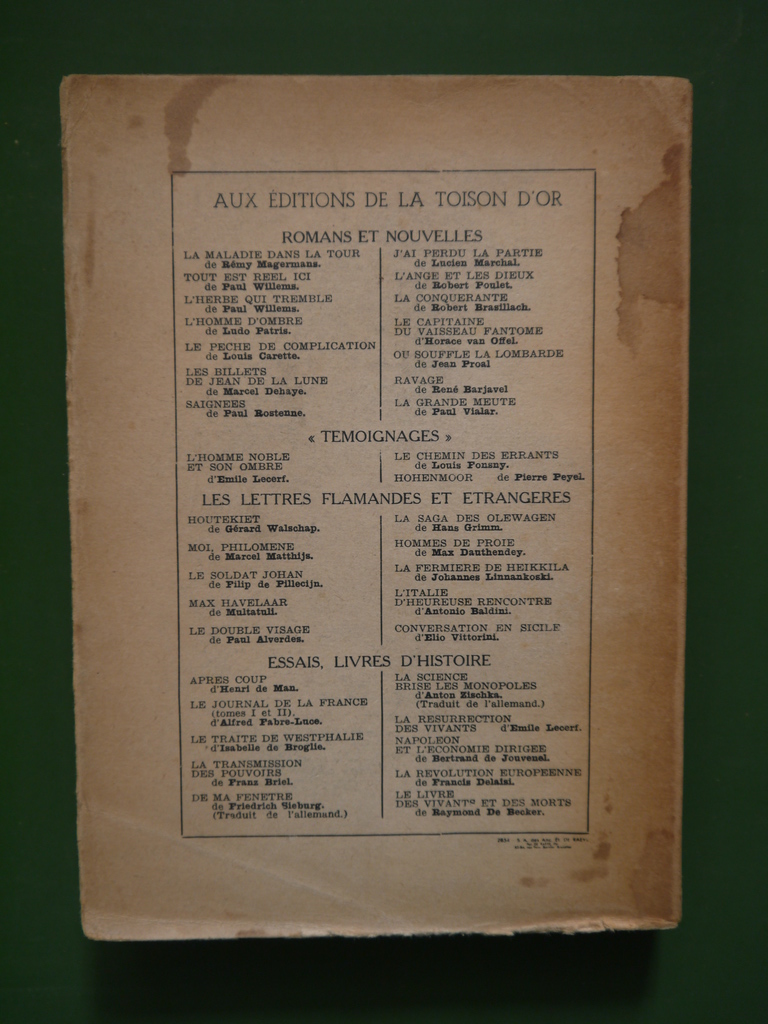 AUX ÉDITIONS DE LA TOISON D'OR
ROMANS ET NOUVELLES
LA MALADIE DANS LA TOUR
de Rémy Magermans.
TOUT EST REEL ICI
de Paul Willems.
L'HERBE QUI TREMBLE
de Paul Willems.
L'HOMME D'OMBRE
de Ludo Patris.
LE PECHE DE COMPLICATION
de Louis Carette.
LES BILLETS
DE JEAN DE LA LUNE
de Marcel Dehaye.
SAIGNEES
de Paul Rostenne.
J'AI PERDU LA PARTIE
de Lucien Marchal.
L'ANGE ET LES DIEUX
de Robert Poulet.
LA CONQUERANTE
de Robert Brasillach.
LE CAPITAINE
DU VAISSEAU FANTOME
d'Horace van Offel.
OU SOUFFLE LA LOMBARDE
de Jean Proal
RAVAGE
de René Barjavel
LA GRANDE MEUTE
de Paul Vialar.
« TEMOIGNAGES »
L'HOMME NOBLE
ET SON OMBRE
d'Emile Lecerf.
LE CHEMIN DES ERRANTS
de Louis Fonsny.
HOHENMOOR de Pierre Peyel.
LES LETTRES FLAMANDES ET ETRANGERES
HOUTEKIET
de Gérard Walschap.
MOI, PHILOMENE
de Marcel Matthijs.
LE SOLDAT JOHAN
de Filip de Pillecijn.
MAX HAVELAAR
de Multatuli.
LE DOUBLE VISAGE
de Paul Alverdes.
LA SAGA DES OLEWAGEN
de Hans Grimm.
HOMMES DE PROIE
de Max Dauthendey.
LA FERMIERE DE HEIKKILA
de Johannes Linnankoski.
L'ITALIE
D'HEUREUSE RENCONTRE
d'Antonio Baldini.
CONVERSATION EN SICILE
d'Elio Vittorini.
ESSAIS, LIVRES D'HISTOIRE
APRES COUP
d'Henri de Man.
LE JOURNAL DE LA FRANCE
(tomes I et II).
d'Alfred Fabre-Luce.
LE TRAITE DE WESTPHALIE
d'Isabelle de Broglie.
LA TRANSMISSION
DES POUVOIRS
de Franz Briel.
DE MA FENETRE
de Friedrich Sieburg.
(Traduit de l'allemand.)
LA SCIENCE
BRISE LES MONOPOLES
d'Anton Zischka.
(Traduit de l'allemand.)
LA RESURRECTION
DES VIVANTS d'Emile Lecerf.
NAPOLEON
ET L'ECONOMIE DIRIGEE
de Bertrand de Jouvenel.
LA REVOLUTION EUROPEENNE
de Francis Delaisi.
LE LIVRE
DES VIVANTS ET DES MORTS
de Raymond De Becker.